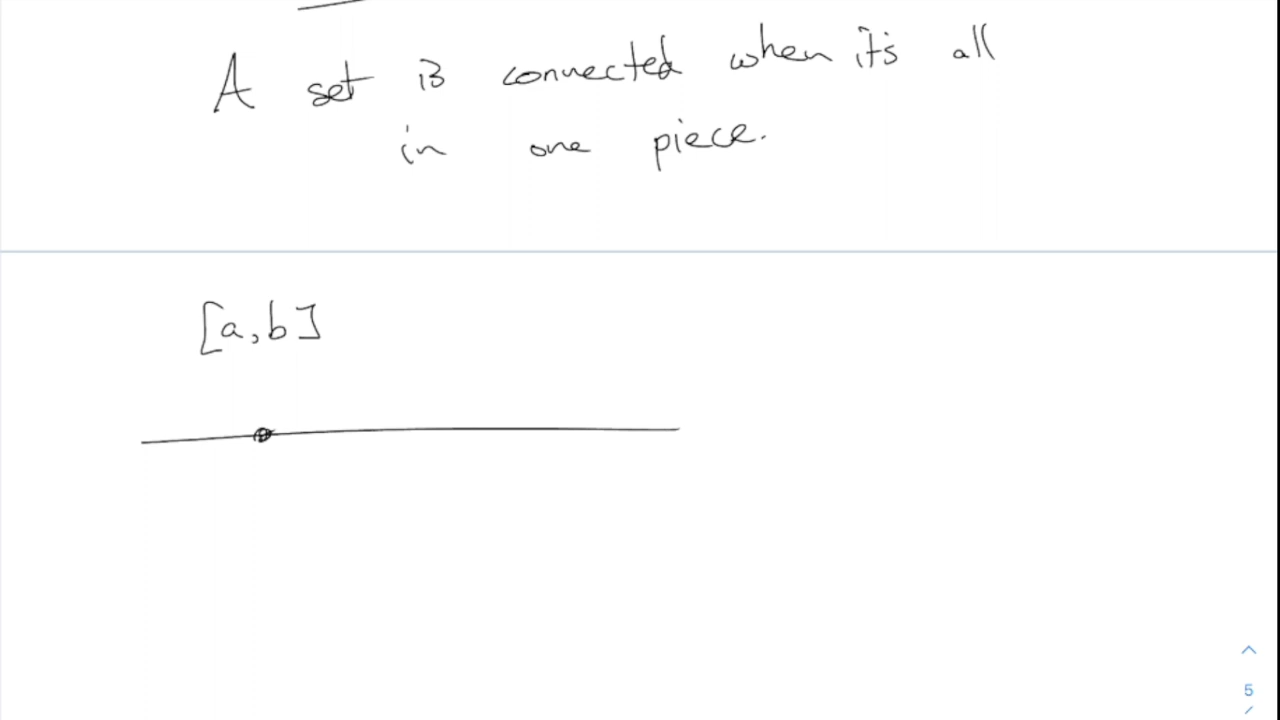 A set is connected when it's all
in one piece.
[a,b]
5